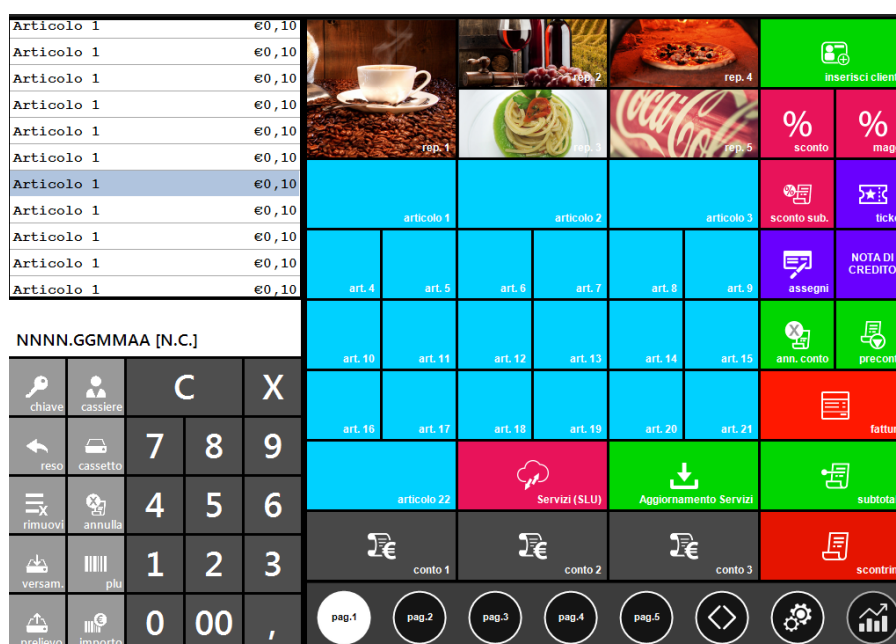 Articolo 1 €0,10
Articolo 1 €0,10
Articolo 1 €0,10
Articolo 1 €0,10
Articolo 1 €0,10
Articolo 1 €0,10
Articolo 1 €0,10
Articolo 1 €0,10
Articolo 1 €0,10
Articolo 1 €0,10
Articolo 1 €0,10
NNNN.GGMMAA [N.C.]
chiave cassiere C X
reso cassetto 7 8 9
rimuovi annulla 4 5 6
versam. plu 1 2 3
prelievo importo 0 00 ,
rep. 1 rep. 2 rep. 4
rep. 3 Coca-Cola rep. 5
articolo 1 articolo 2 articolo 3
art. 4 art. 5 art. 6 art. 7 art. 8 art. 9
art. 10 art. 11 art. 12 art. 13 art. 14 art. 15
art. 16 art. 17 art. 18 art. 19 art. 20 art. 21
articolo 22 Servizi (SLU) Aggiornamento Servizi
conto 1 conto 2 conto 3
inserisci client
% sconto % magg
sconto sub. ticke
assegni NOTA DI
CREDITO
ann. conto precont
fattur
subtota
scontrin
pag.1 pag.2 pag.3 pag.4 pag.5